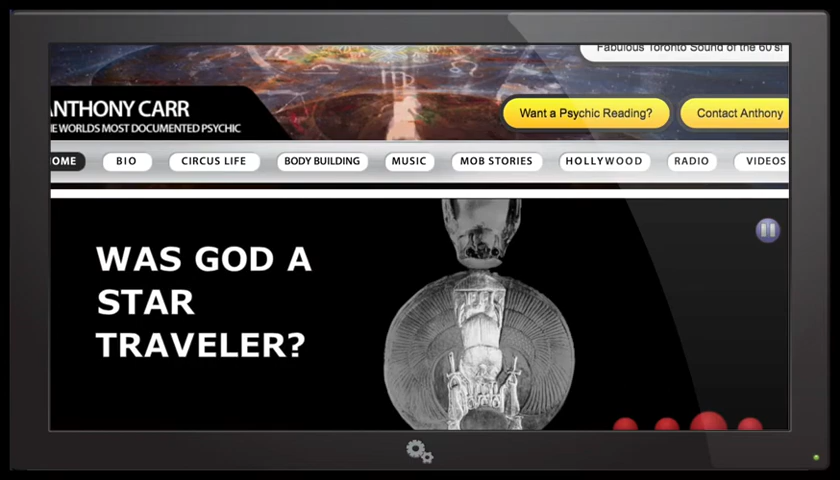 Fabulous Toronto Sound of the 60's!
ANTHONY CARR
HE WORLDS MOST DOCUMENTED PSYCHIC
Want a Psychic Reading?
Contact Anthony
OME
BIO
CIRCUS LIFE
BODY BUILDING
MUSIC
MOB STORIES
HOLLYWOOD
RADIO
VIDEOS
WAS GOD A
STAR
TRAVELER?